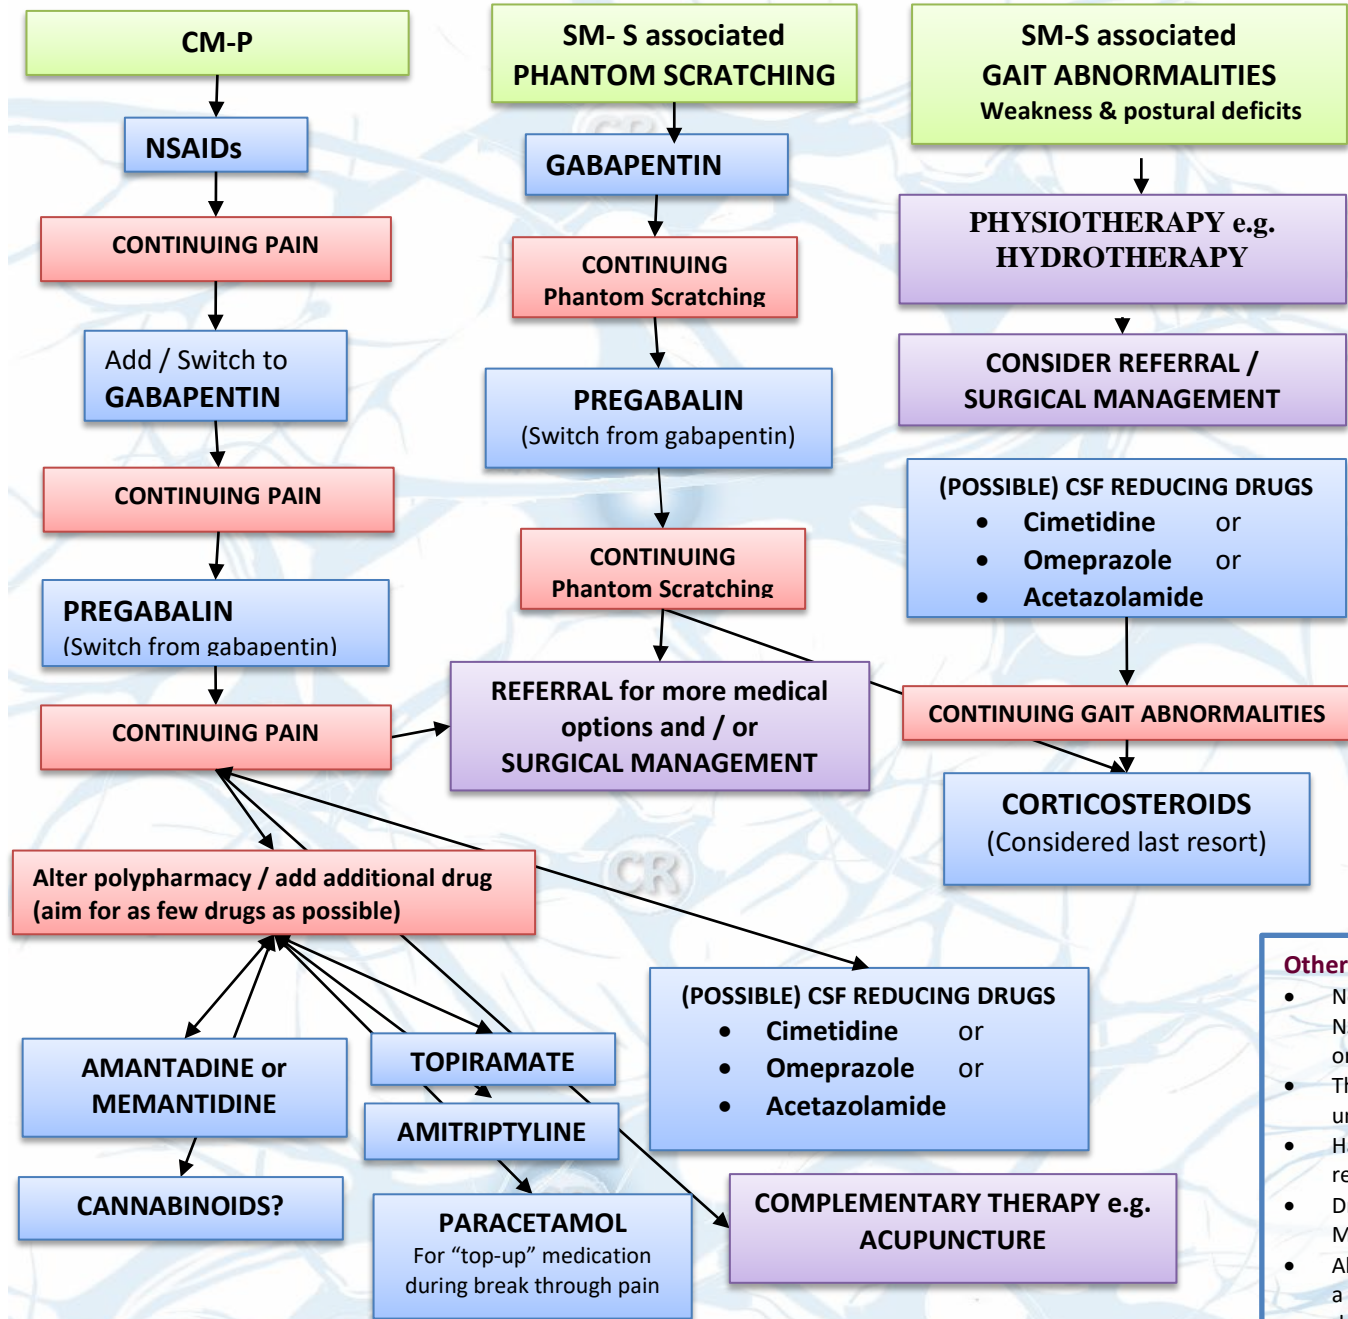 CM-P
NSAIDs
CONTINUING PAIN
Add / Switch to
GABAPENTIN
CONTINUING PAIN
PREGABALIN
(Switch from gabapentin)
CONTINUING PAIN
Alter polypharmacy / add additional drug
(aim for as few drugs as possible)
AMANTADINE or
MEMANTIDINE
CANNABINOIDS?
TOPIRAMATE
AMITRIPTYLINE
PARACETAMOL
For “top-up” medication
during break through pain
SM- S associated
PHANTOM SCRATCHING
GABAPENTIN
CONTINUING
Phantom Scratching
PREGABALIN
(Switch from gabapentin)
CONTINUING
Phantom Scratching
REFERRAL for more medical
options and / or
SURGICAL MANAGEMENT
(POSSIBLE) CSF REDUCING DRUGS
• Cimetidine or
• Omeprazole or
• Acetazolamide
COMPLEMENTARY THERAPY e.g.
ACUPUNCTURE
SM-S associated
GAIT ABNORMALITIES
Weakness & postural deficits
PHYSIOTHERAPY e.g.
HYDROTHERAPY
CONSIDER REFERRAL /
SURGICAL MANAGEMENT
(POSSIBLE) CSF REDUCING DRUGS
• Cimetidine or
• Omeprazole or
• Acetazolamide
CONTINUING GAIT ABNORMALITIES
CORTICOSTEROIDS
(Considered last resort)
Other
CR
CR